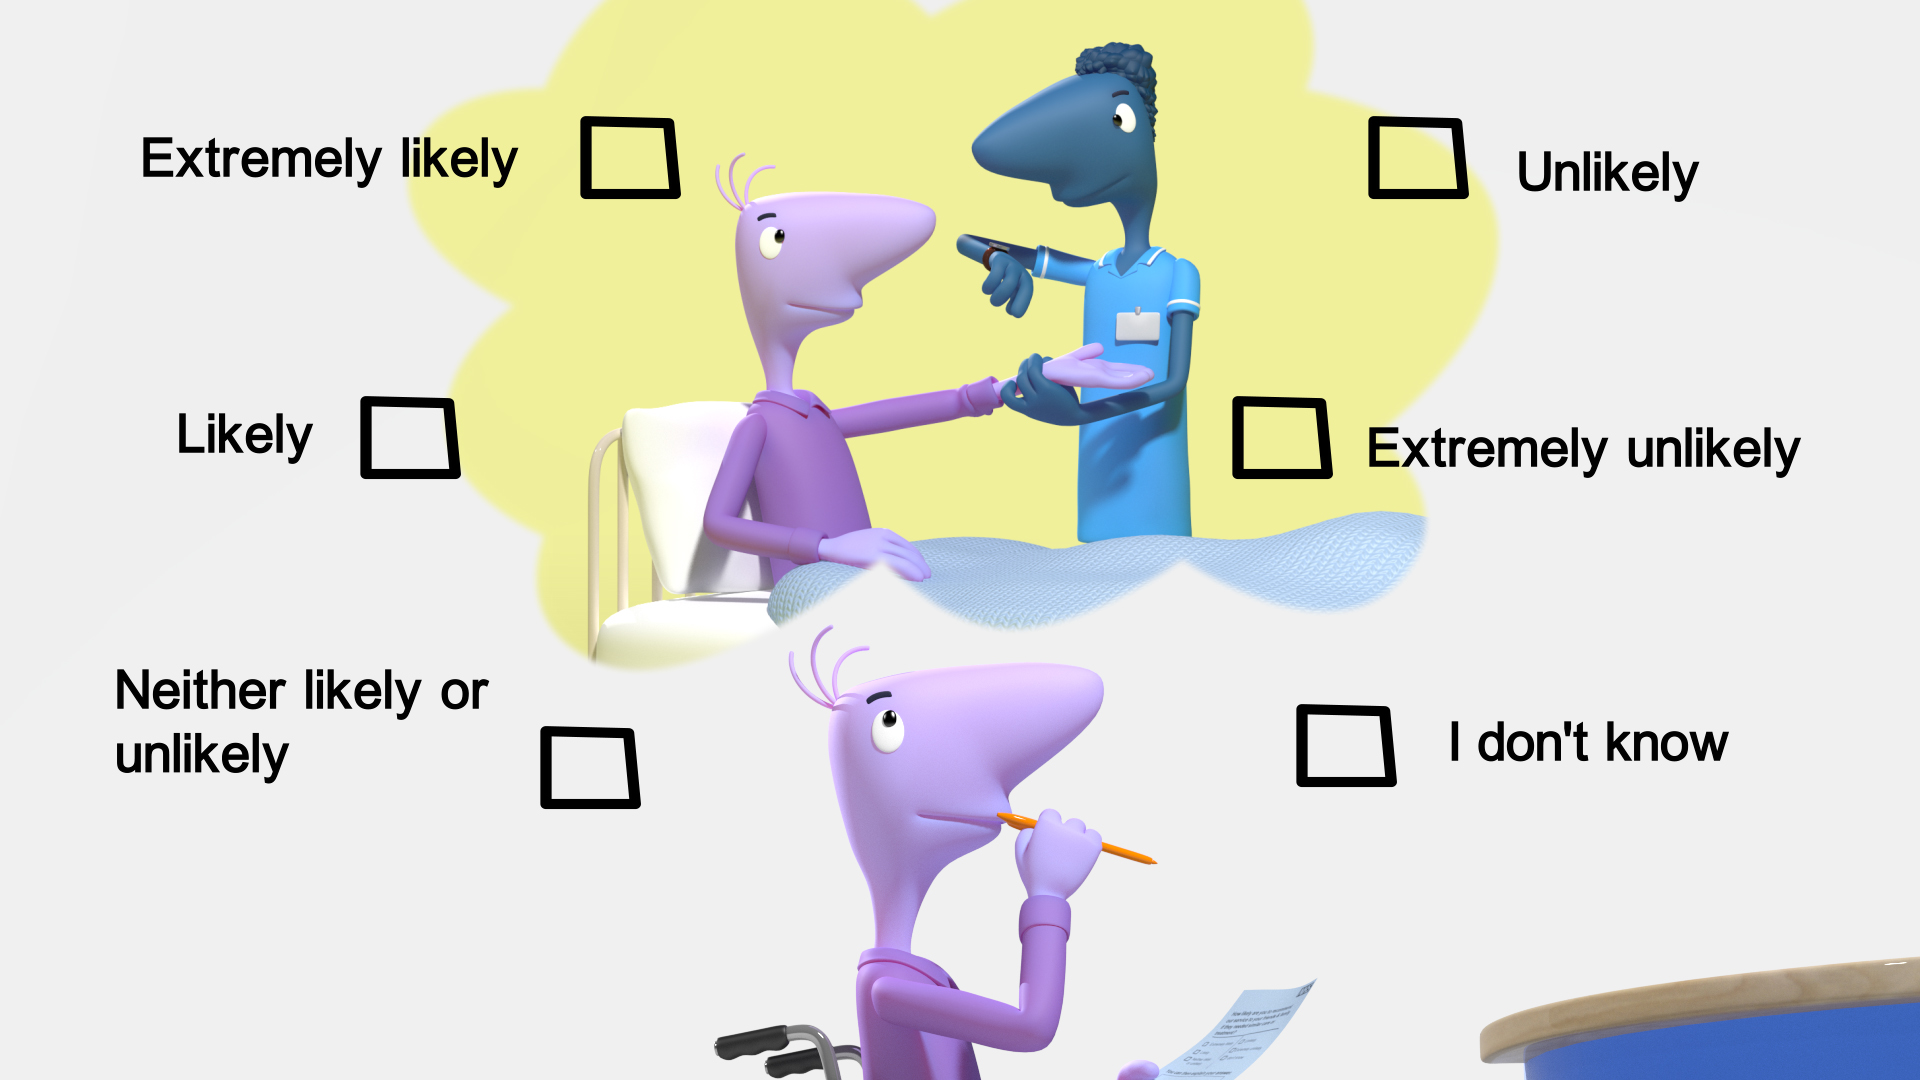 Extremely likely
Unlikely
Likely
Extremely unlikely
Neither likely or
unlikely
I don't know